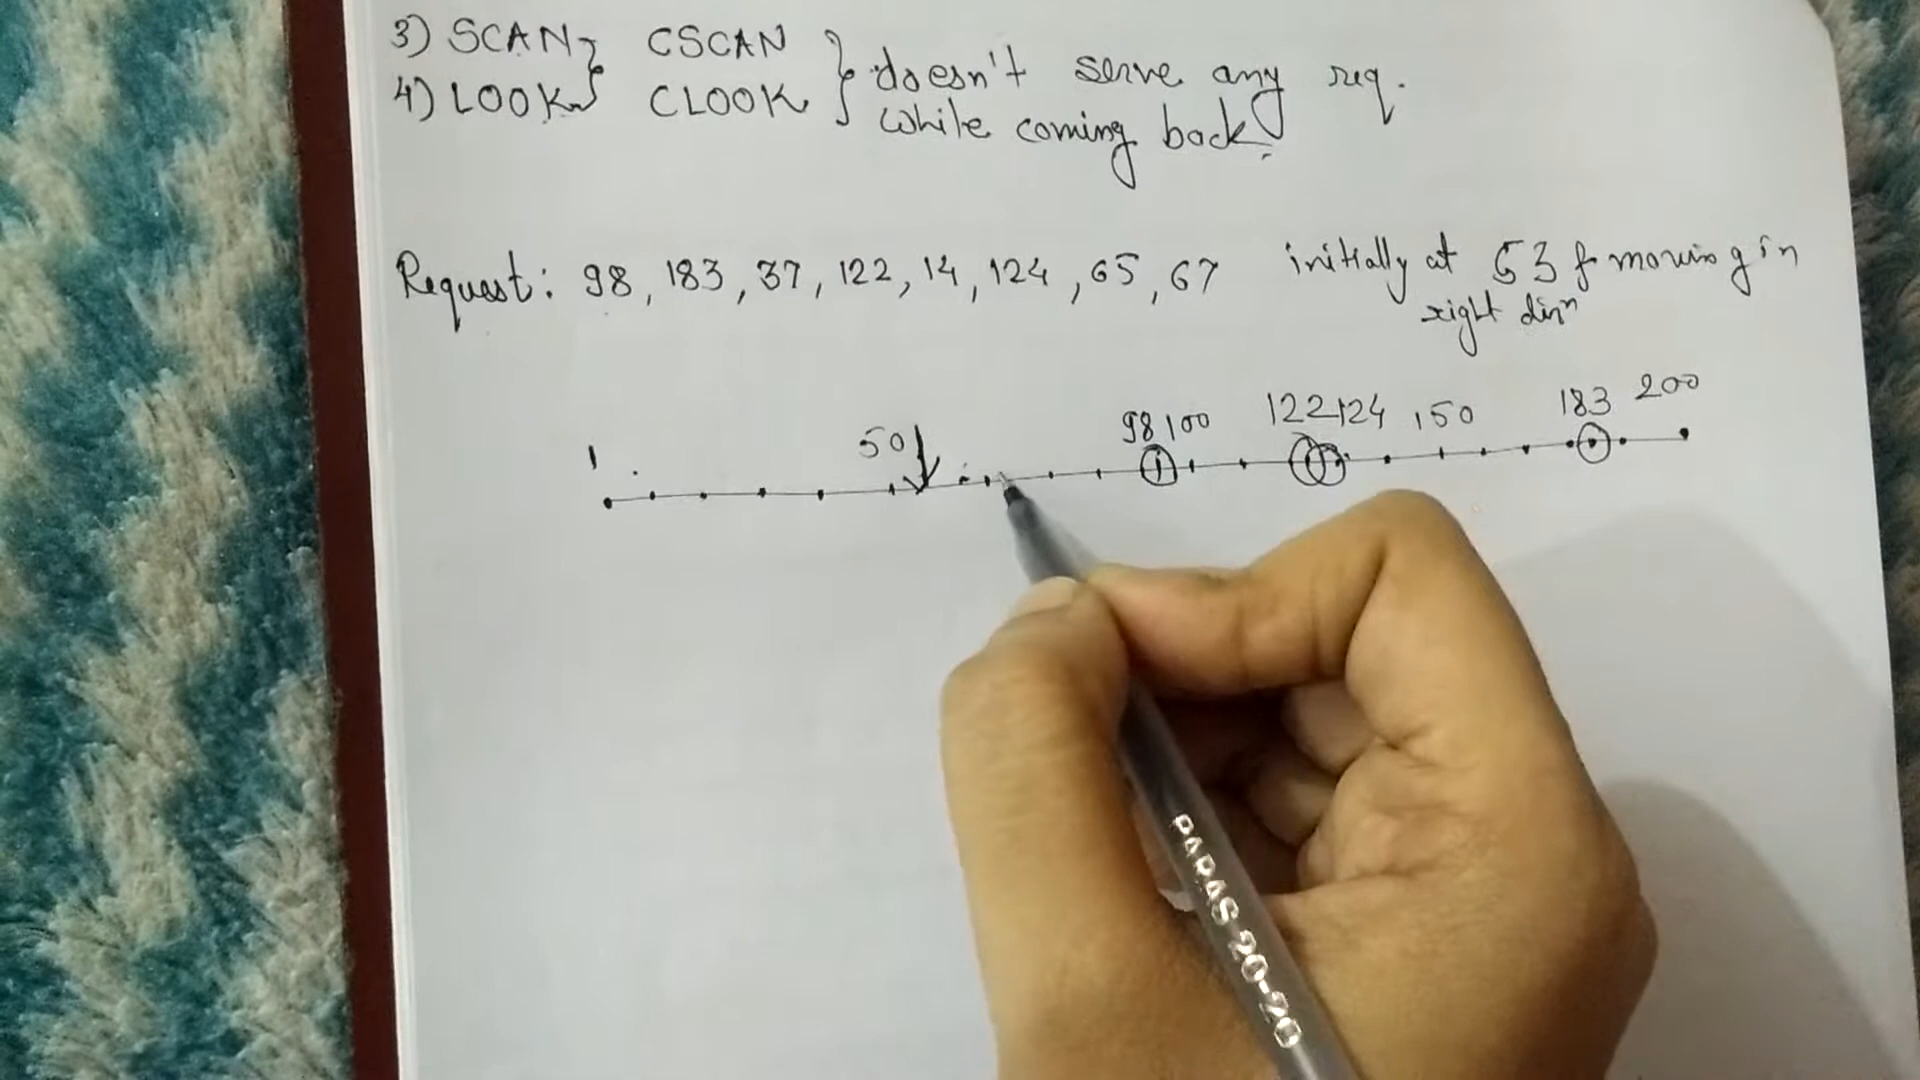 3) SCAN } CSCAN } doesn't serve any req.
4) LOOK } CLOOK } while coming back.
Request: 98, 183, 37, 122, 14, 124, 65, 67 initially at 53 & moving in
right dirⁿ
1 50 98 100 122 124 150 183 200
PARAS 20-20